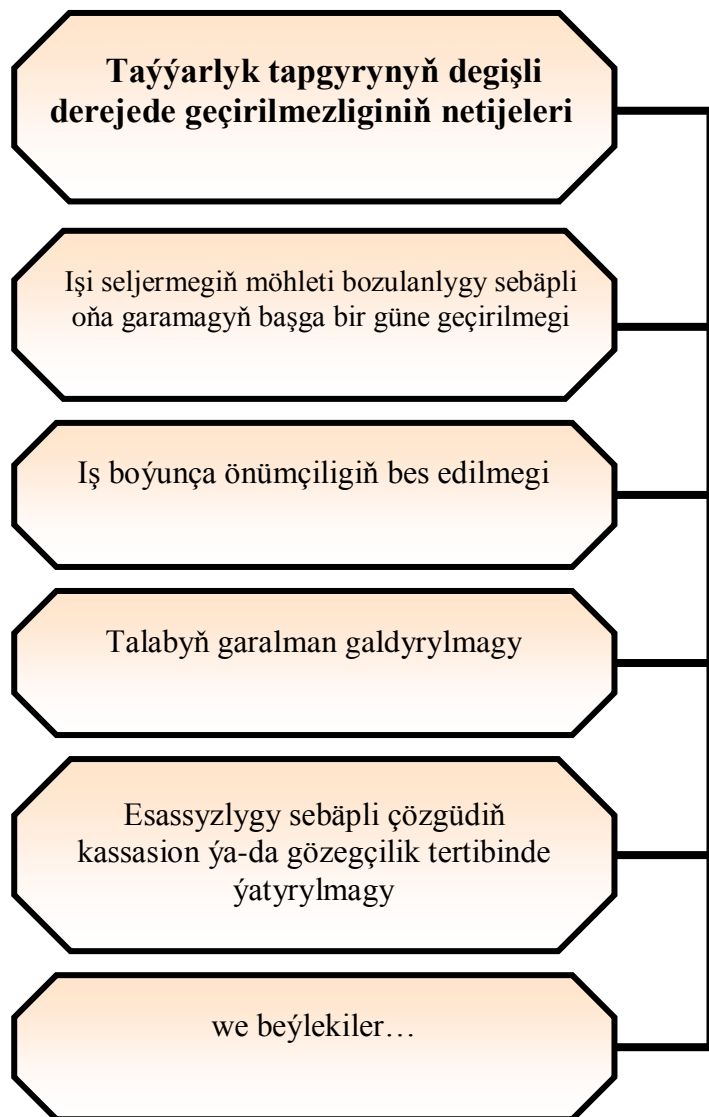 Taýýarlyk tapgyrynyň degişli
derejede geçirilmezliginiň netijeleri
Işi seljermegiň möhleti bozulanlygy sebäpli
oňa garamagyň başga bir güne geçirilmegi
Iş boýunça önümçiligiň bes edilmegi
Talabyň garalman galdyrylmagy
Esassyzlygy sebäpli çözgüdiň
kassasion ýa-da gözegçilik tertibinde
ýatyrylmagy
we beýlekiler…